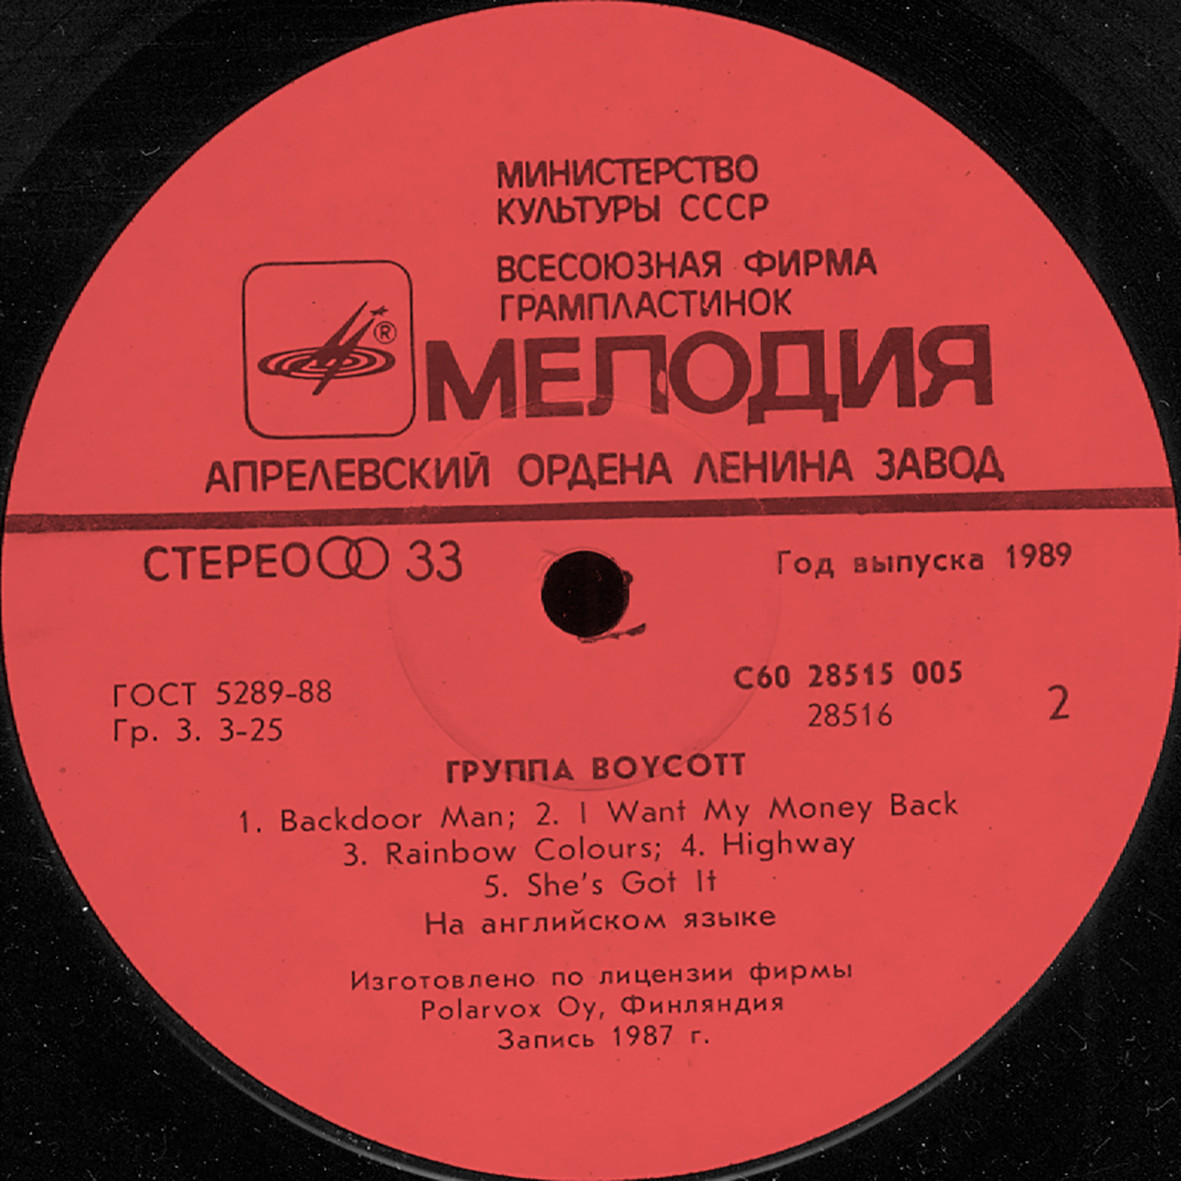 МИНИСТЕРСТВО
КУЛЬТУРЫ СССР
ВСЕСОЮЗНАЯ ФИРМА
ГРАМПЛАСТИНОК
®
МЕЛОДИЯ
АПРЕЛЕВСКИЙ ОРДЕНА ЛЕНИНА ЗАВОД
СТЕРЕО 33
Год выпуска 1989
ГОСТ 5289-88
Гр. 3. 3-25
С60 28515 005
28516
2
ГРУППА BOYCOTT
1. Backdoor Man; 2. I Want My Money Back
3. Rainbow Colours; 4. Highway
5. She's Got It
На английском языке
Изготовлено по лицензии фирмы
Polarvox Oy, Финляндия
Запись 1987 г.